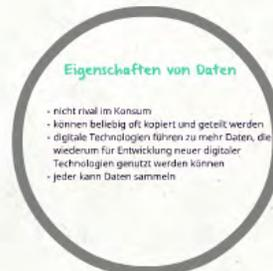 Eigenschaften von Daten
- nicht rival im Konsum
- können beliebig oft kopiert und geteilt werden
- digitale Technologien führen zu mehr Daten, die
wiederum für Entwicklung neuer digitaler
Technologien genutzt werden können
- jeder kann Daten sammeln